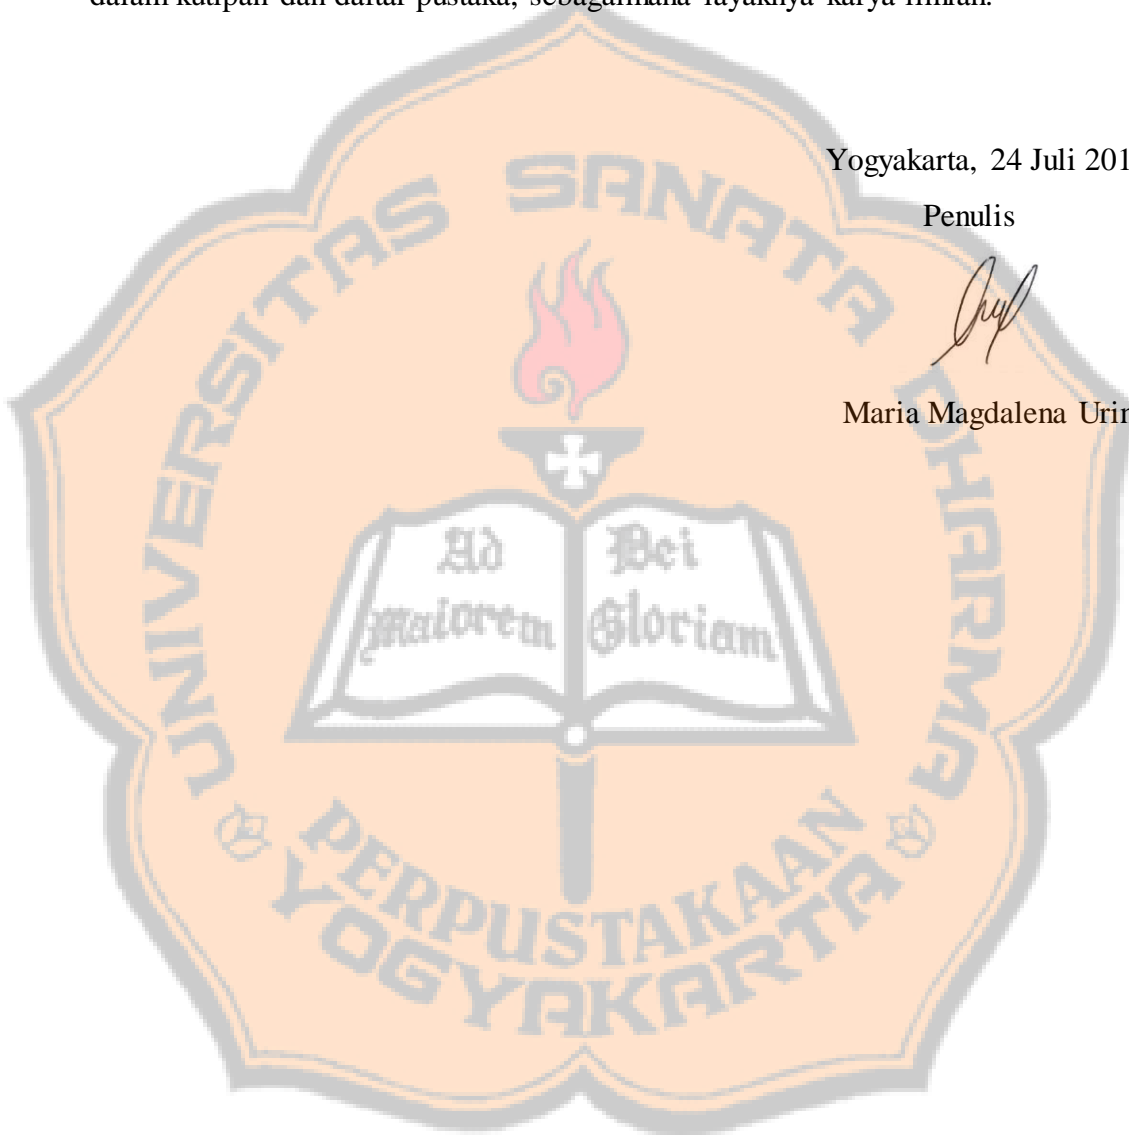 dalam kutipan dan daftar pustaka, sebagaimana layaknya karya ilmiah.
Yogyakarta, 24 Juli 201
Penulis
Maria Magdalena Urin
UNIVERSITAS SANATA DHARMA
Ad Dei
Maiorem Gloriam
PERPUSTAKAAN
YOGYAKARTA